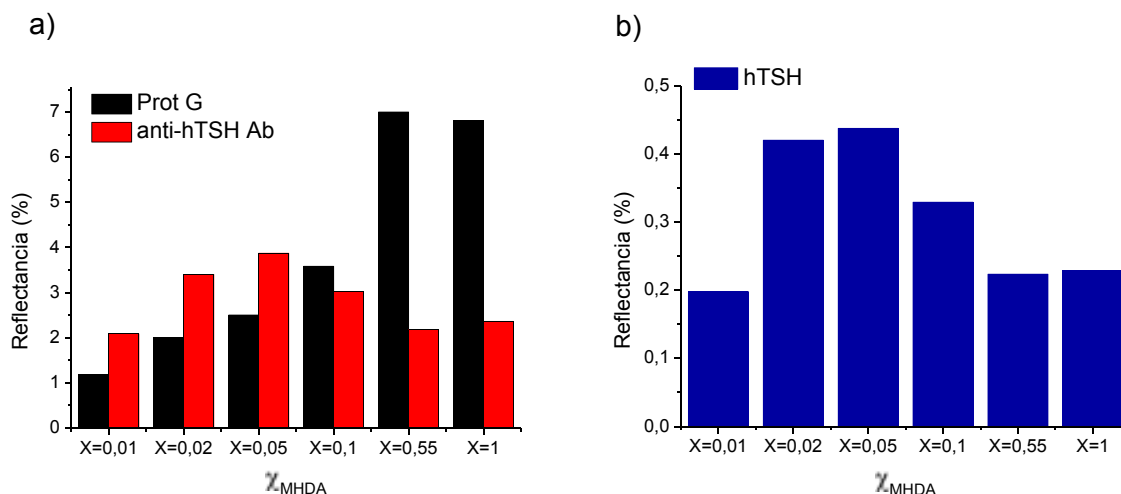 a)
Prot G
anti-hTSH Ab
Reflectancia (%)
7
6
5
4
3
2
1
0
X=0,01 X=0,02 X=0,05 X=0,1 X=0,55 X=1
χMHDA
b)
hTSH
Reflectancia (%)
0,5
0,4
0,3
0,2
0,1
0,0
X=0,01 X=0,02 X=0,05 X=0,1 X=0,55 X=1
χMHDA